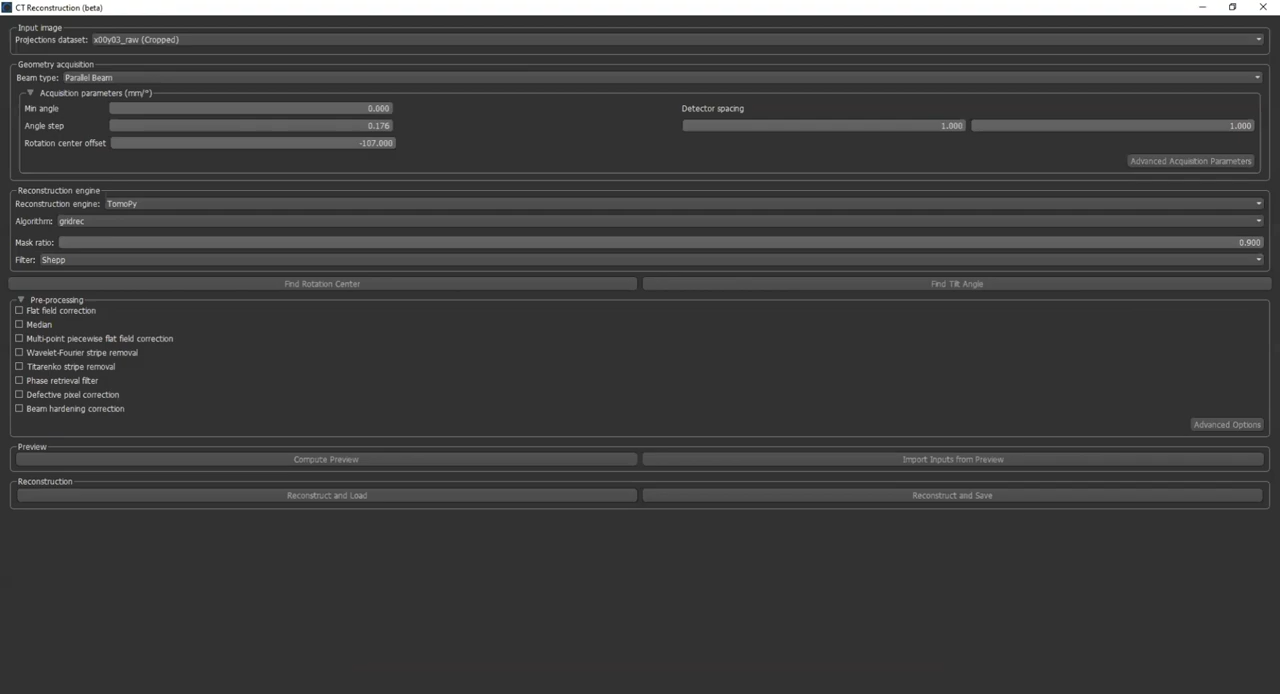 CT Reconstruction (beta)
Input image
Projections dataset: x00y03_raw (Cropped)
Geometry acquisition
Beam type: Parallel Beam
Acquisition parameters (mm/°)
Min angle 0.000 Detector spacing
Angle step 0.176 1.000 1.000
Rotation center offset -107.000
Advanced Acquisition Parameters
Reconstruction engine
Reconstruction engine: TomoPy
Algorithm: gridrec
Mask ratio: 0.900
Filter: Shepp
Find Rotation Center Find Tilt Angle
Pre-processing
Flat field correction
Median
Multi-point piecewise flat field correction
Wavelet-Fourier stripe removal
Titarenko stripe removal
Phase retrieval filter
Defective pixel correction
Beam hardening correction
Advanced Options
Preview
Compute Preview Import Inputs from Preview
Reconstruction
Reconstruct and Load Reconstruct and Save